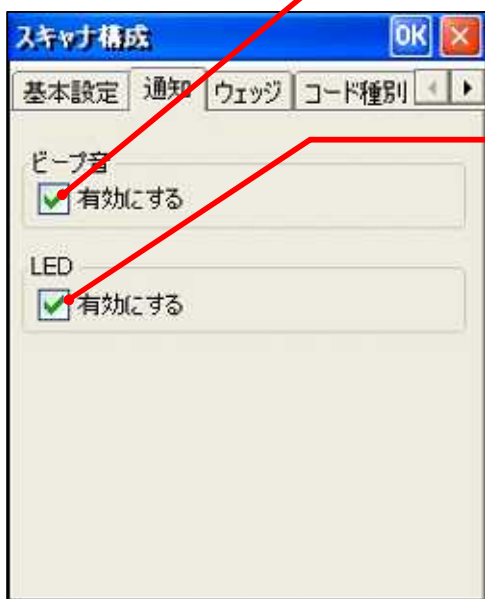 スキャナ構成 OK
基本設定 通知 ウェッジ コード種別
ビープ音
有効にする
LED
有効にする